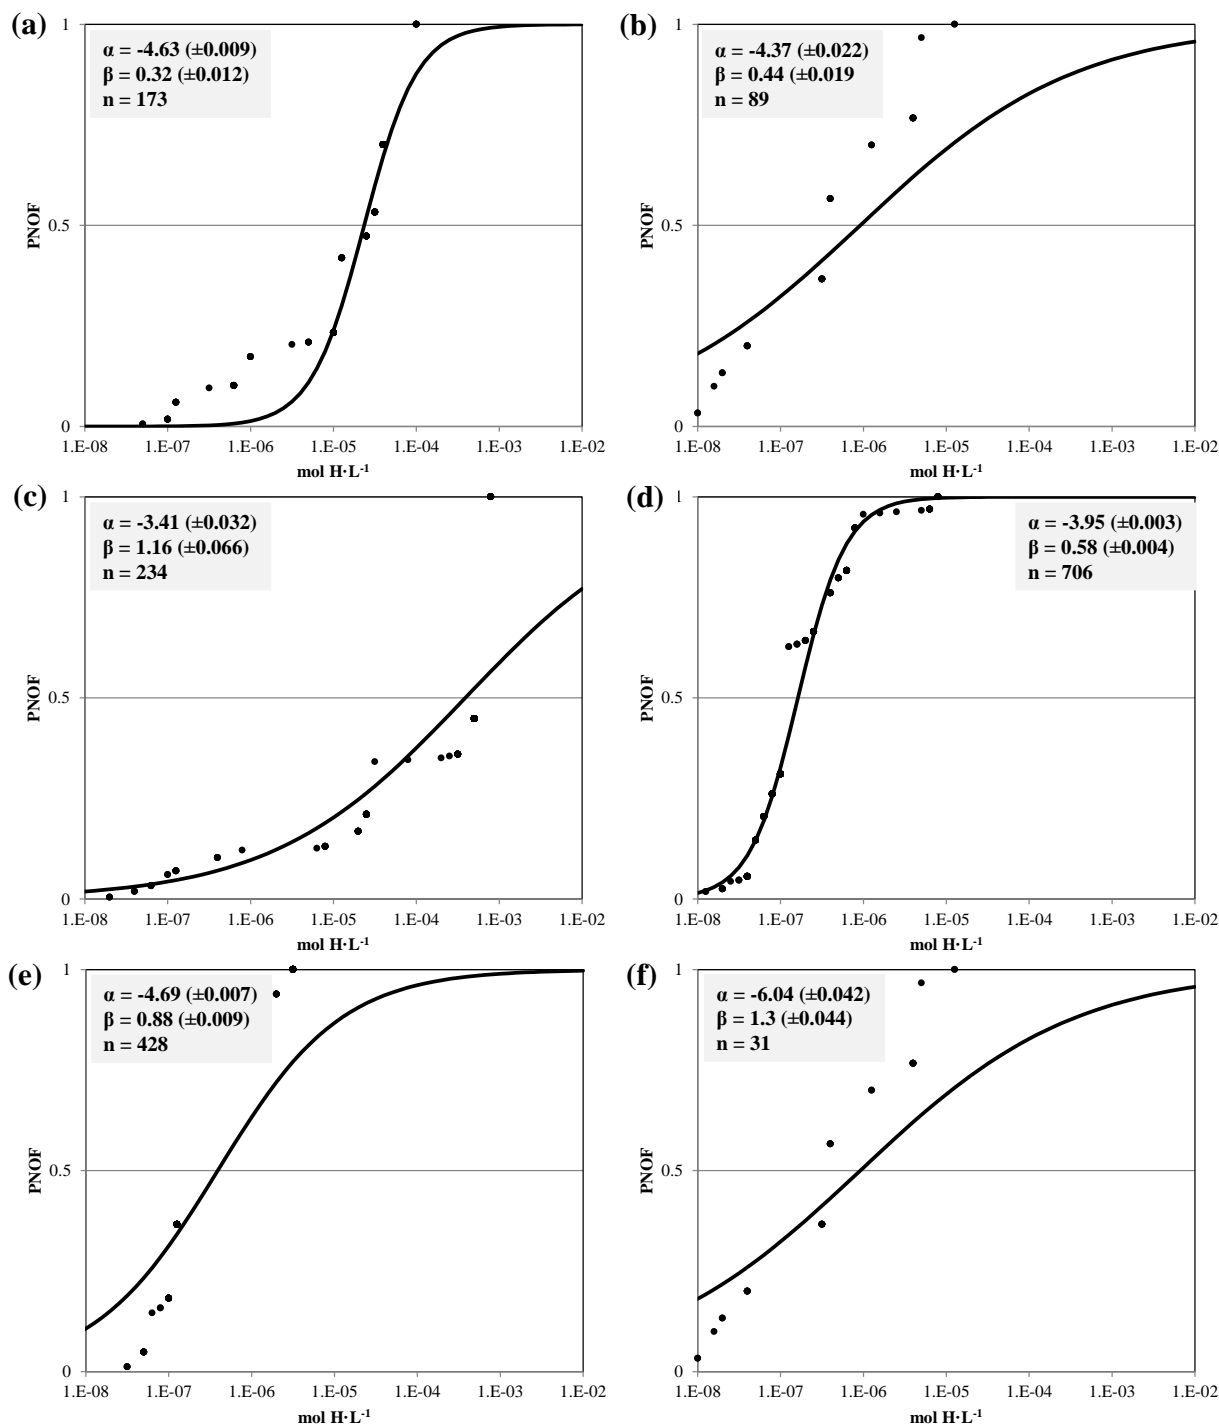 (a)
α = -4.63 (±0.009)
β = 0.32 (±0.012)
n = 173
1
0.5
0
PNOF
1.E-08 1.E-07 1.E-06 1.E-05 1.E-04 1.E-03 1.E-02
mol H·L-1
(b)
α = -4.37 (±0.022)
β = 0.44 (±0.019
n = 89
1
0.5
0
PNOF
1.E-08 1.E-07 1.E-06 1.E-05 1.E-04 1.E-03 1.E-02
mol H·L-1
(c)
α = -3.41 (±0.032)
β = 1.16 (±0.066)
n = 234
1
0.5
0
PNOF
1.E-08 1.E-07 1.E-06 1.E-05 1.E-04 1.E-03 1.E-02
mol H·L-1
(d)
α = -3.95 (±0.003)
β = 0.58 (±0.004)
n = 706
1
0.5
0
PNOF
1.E-08 1.E-07 1.E-06 1.E-05 1.E-04 1.E-03 1.E-02
mol H·L-1
(e)
α = -4.69 (±0.007)
β = 0.88 (±0.009)
n = 428
1
0.5
0
PNOF
1.E-08 1.E-07 1.E-06 1.E-05 1.E-04 1.E-03 1.E-02
mol H·L-1
(f)
α = -6.04 (±0.042)
β = 1.3 (±0.044)
n = 31
1
0.5
0
PNOF
1.E-08 1.E-07 1.E-06 1.E-05 1.E-04 1.E-03 1.E-02
mol H·L-1